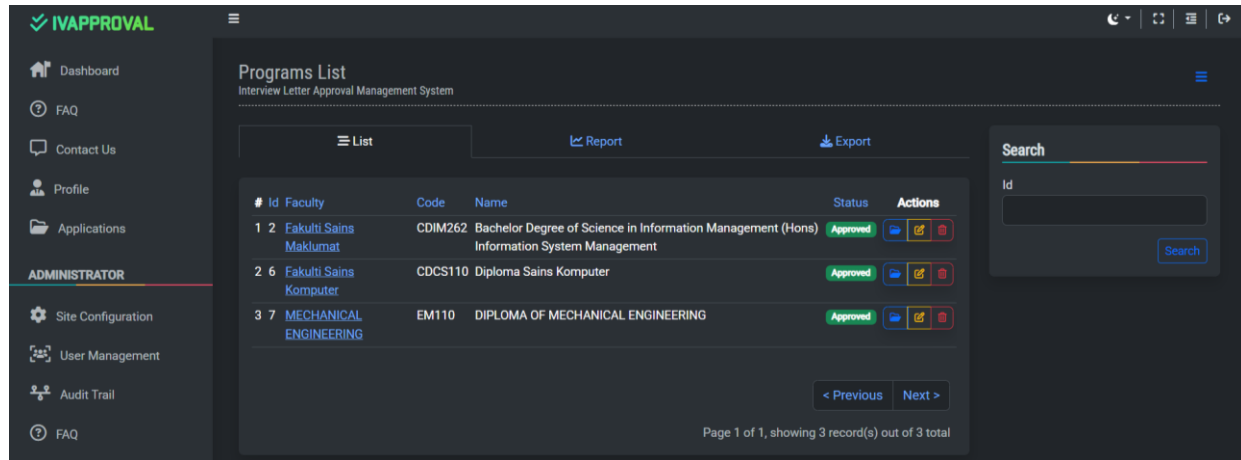 IVAPPROVAL
Dashboard
FAQ
Contact Us
Profile
Applications
ADMINISTRATOR
Site Configuration
User Management
Audit Trail
FAQ
Programs List
Interview Letter Approval Management System
List Report Export
# Id Faculty Code Name Status Actions
1 2 Fakulti Sains CDIM262 Bachelor Degree of Science in Information Management (Hons) Approved
Maklumat Information System Management
2 6 Fakulti Sains CDCS110 Diploma Sains Komputer Approved
Komputer
3 7 MECHANICAL EM110 DIPLOMA OF MECHANICAL ENGINEERING Approved
ENGINEERING
< Previous Next >
Page 1 of 1, showing 3 record(s) out of 3 total
Search
Id
Search